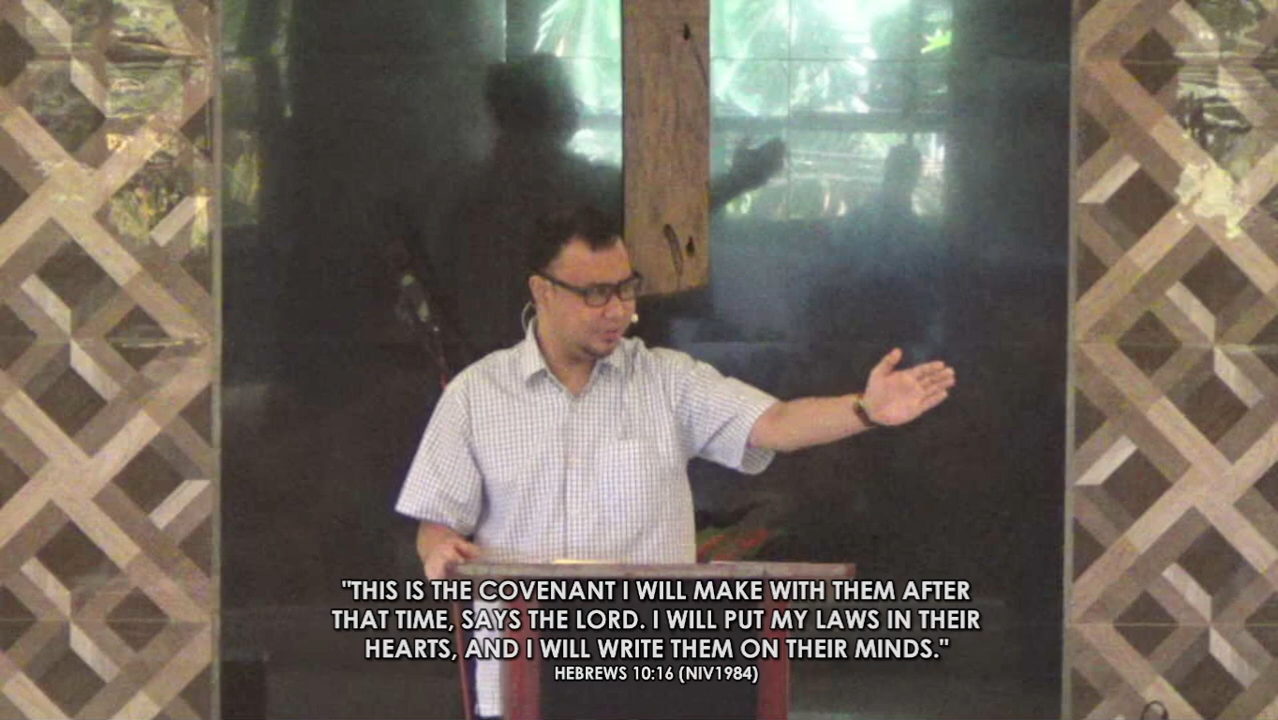 "THIS IS THE COVENANT I WILL MAKE WITH THEM AFTER
THAT TIME, SAYS THE LORD. I WILL PUT MY LAWS IN THEIR
HEARTS, AND I WILL WRITE THEM ON THEIR MINDS."
HEBREWS 10:16 (NIV1984)